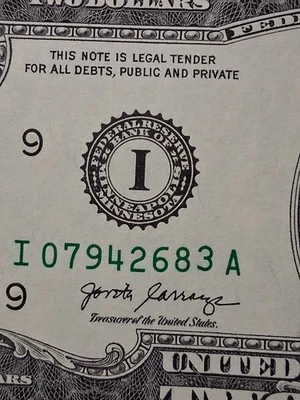 TWO DOLLARS
THIS NOTE IS LEGAL TENDER
FOR ALL DEBTS, PUBLIC AND PRIVATE
FEDERAL RESERVE
BANK OF
I
MINNEAPOLIS
MINNESOTA
9
I 07942683 A
9
Treasurer of the United States.
UNITED